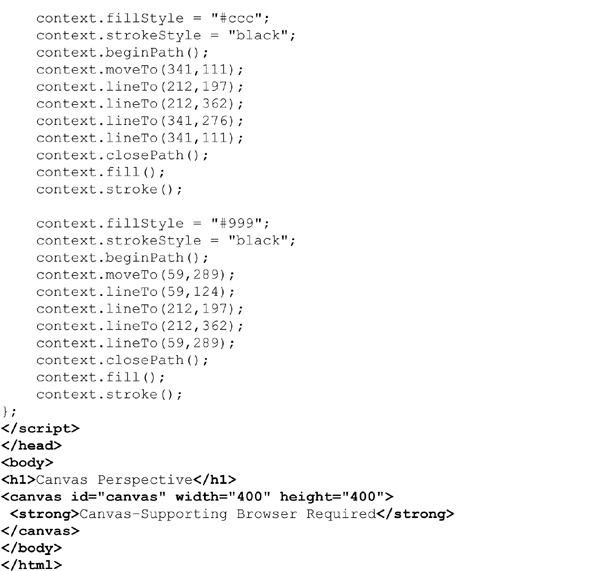 context.fillStyle = "#ccc";
context.strokeStyle = "black";
context.beginPath();
context.moveTo(341,111);
context.lineTo(212,197);
context.lineTo(212,362);
context.lineTo(341,276);
context.lineTo(341,111);
context.closePath();
context.fill();
context.stroke();

context.fillStyle = "#999";
context.strokeStyle = "black";
context.beginPath();
context.moveTo(59,289);
context.lineTo(59,124);
context.lineTo(212,197);
context.lineTo(212,362);
context.lineTo(59,289);
context.closePath();
context.fill();
context.stroke();
};
</script>
</head>
<body>
<h1>Canvas Perspective</h1>
<canvas id="canvas" width="400" height="400">
<strong>Canvas-Supporting Browser Required</strong>
</canvas>
</body>
</html>